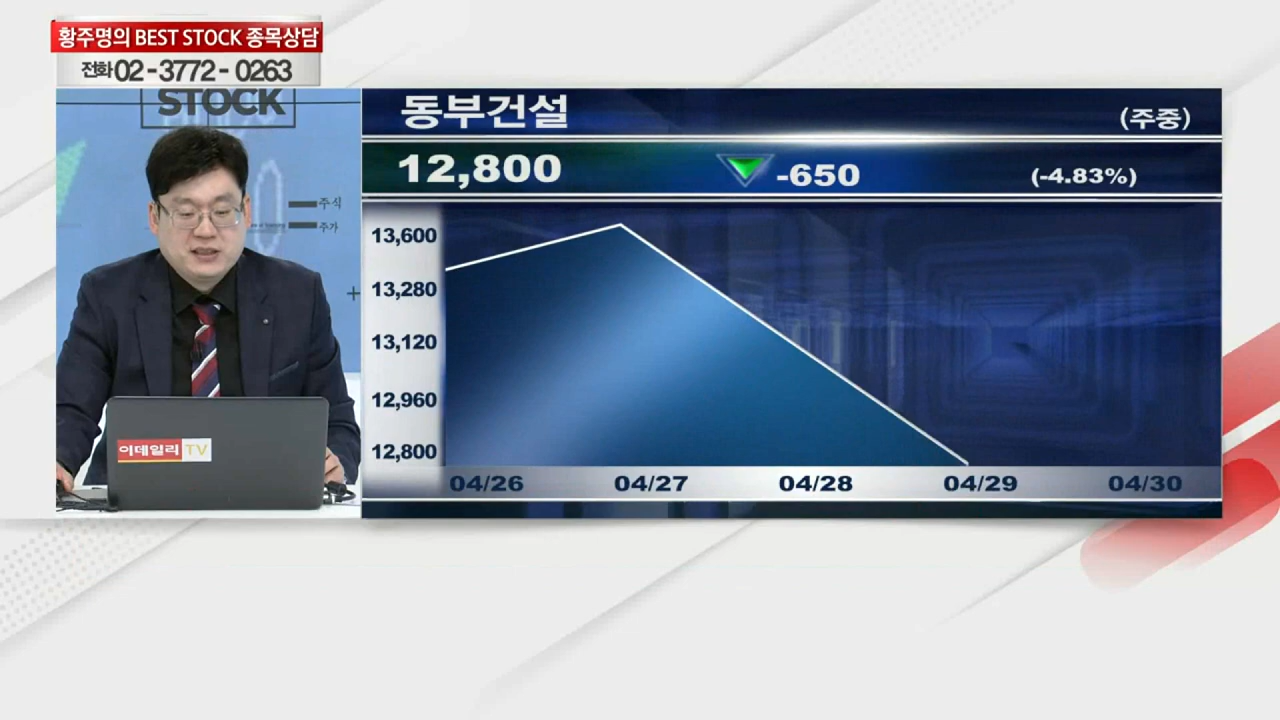 황주명의 BEST STOCK 종목상담
전화 02-3772-0263
STOCK
주식
주가
이데일리 TV
동부건설 (주중)
12,800 -650 (-4.83%)
13,600
13,280
13,120
12,960
12,800
04/26 04/27 04/28 04/29 04/30